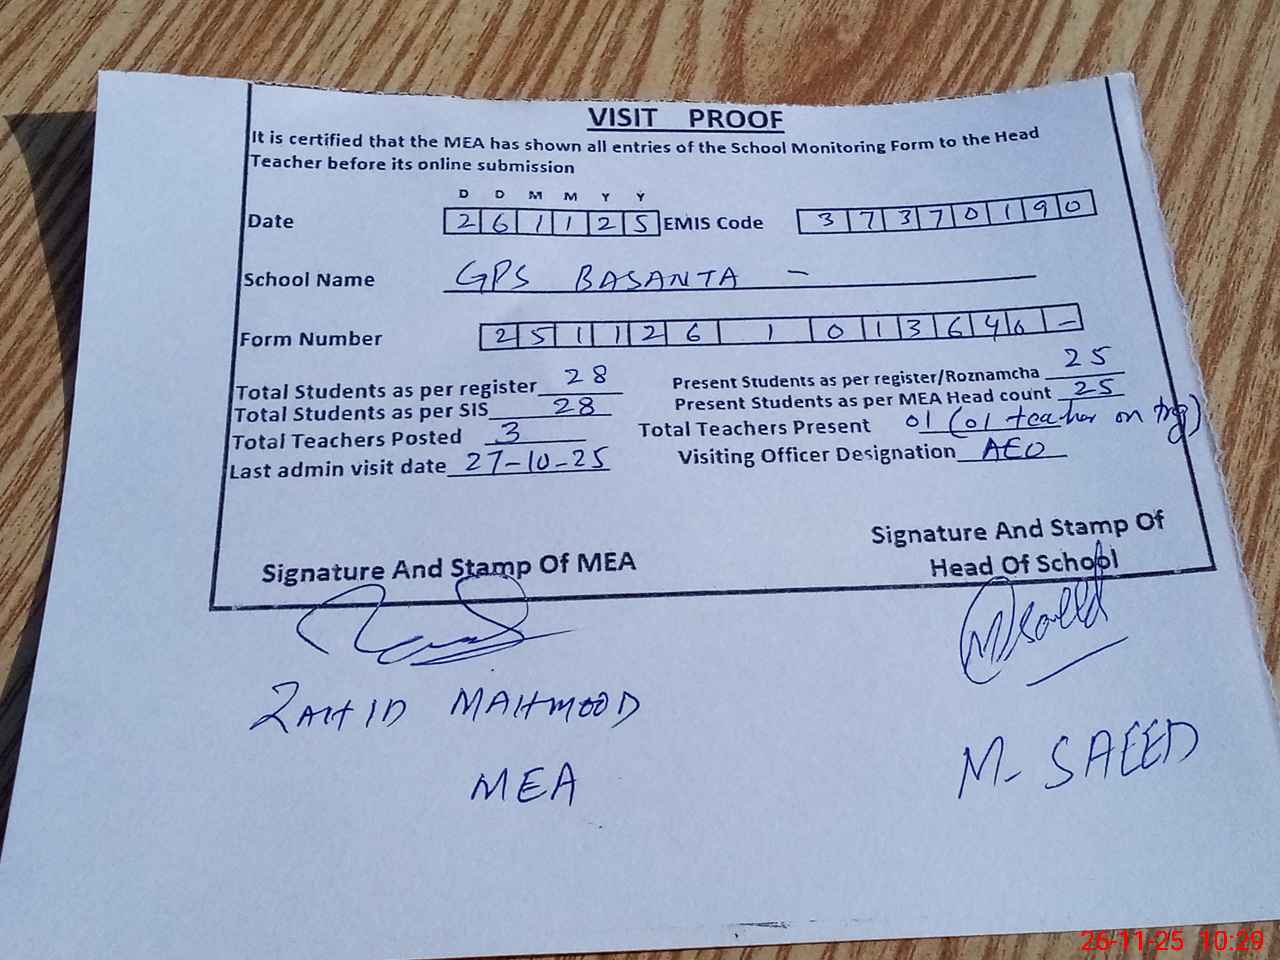 VISIT PROOF
It is certified that the MEA has shown all entries of the School Monitoring Form to the Head
Teacher before its online submission
D D M M Y Y
Date 2 6 1 1 2 5 EMIS Code 3 7 3 7 0 1 9 0
School Name GPS BASANTA -
Form Number 2 5 1 1 2 6 1 0 1 3 6 4 0 -
Total Students as per register 28 Present Students as per register/Roznamcha 25
Total Students as per SIS 28 Present Students as per MEA Head count 25
Total Teachers Posted 3 Total Teachers Present 01 (01 teacher on trg)
Last admin visit date 27-10-25 Visiting Officer Designation AEO
Signature And Stamp Of MEA Signature And Stamp Of
Head Of School
M Saeed
ZAHID MAHMOOD M- SAEED
MEA
26-11-25 10:29